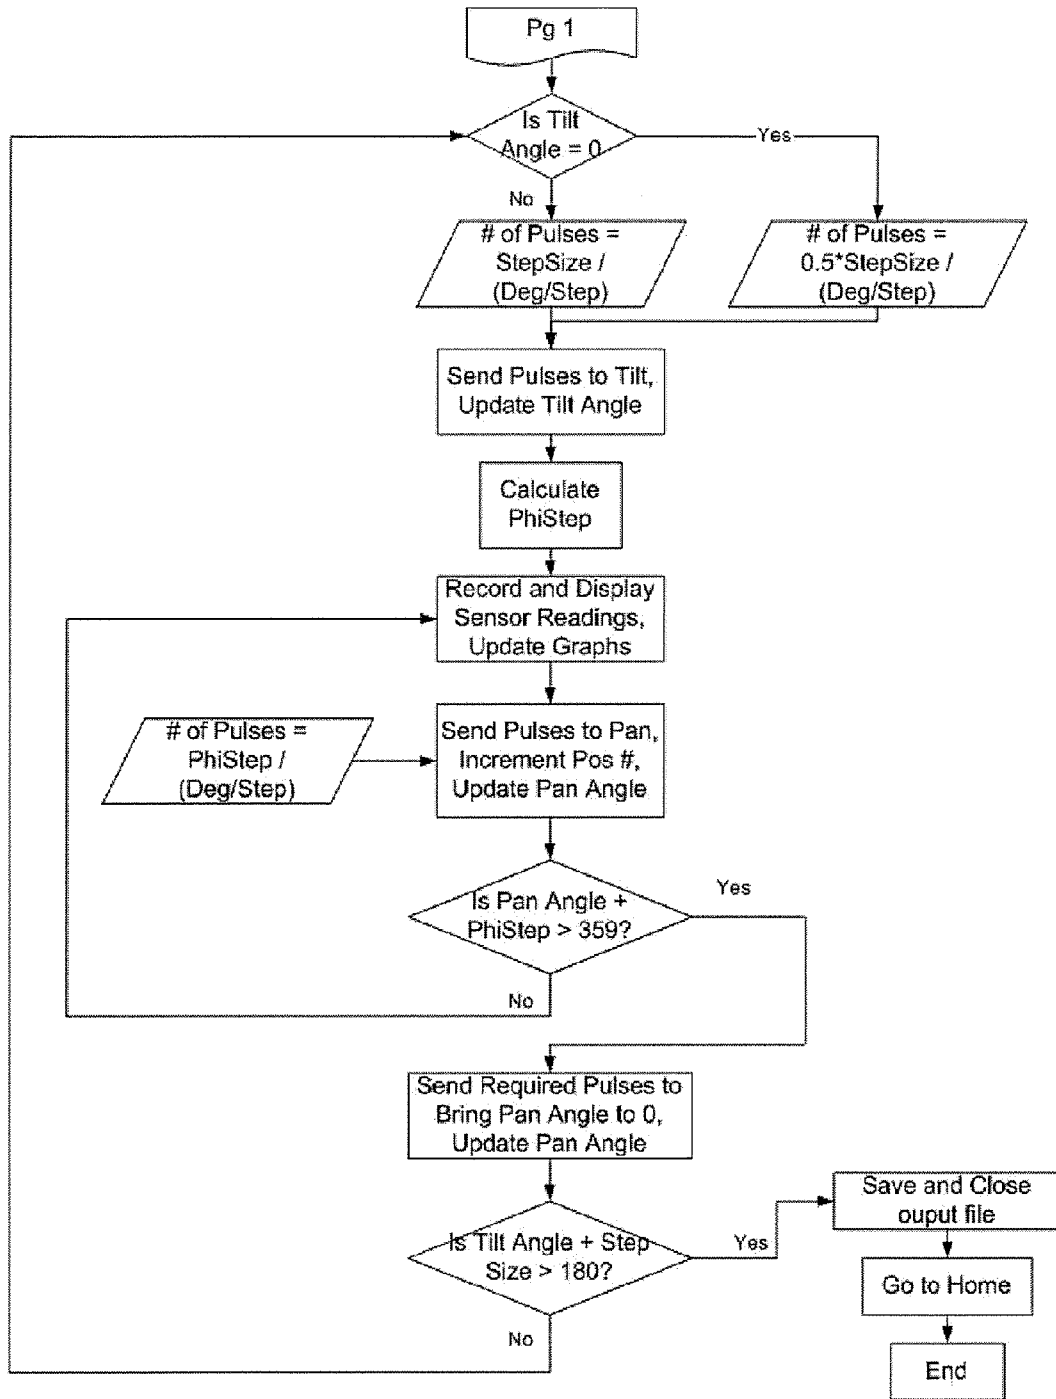 Pg 1
Is Tilt
Angle = 0
Yes
No
# of Pulses =
StepSize /
(Deg/Step)
# of Pulses =
0.5*StepSize /
(Deg/Step)
Send Pulses to Tilt,
Update Tilt Angle
Calculate
PhiStep
Record and Display
Sensor Readings,
Update Graphs
# of Pulses =
PhiStep /
(Deg/Step)
Send Pulses to Pan,
Increment Pos #,
Update Pan Angle
Is Pan Angle +
PhiStep > 359?
Yes
No
Send Required Pulses to
Bring Pan Angle to 0,
Update Pan Angle
Is Tilt Angle + Step
Size > 180?
Yes
No
Save and Close
ouput file
Go to Home
End